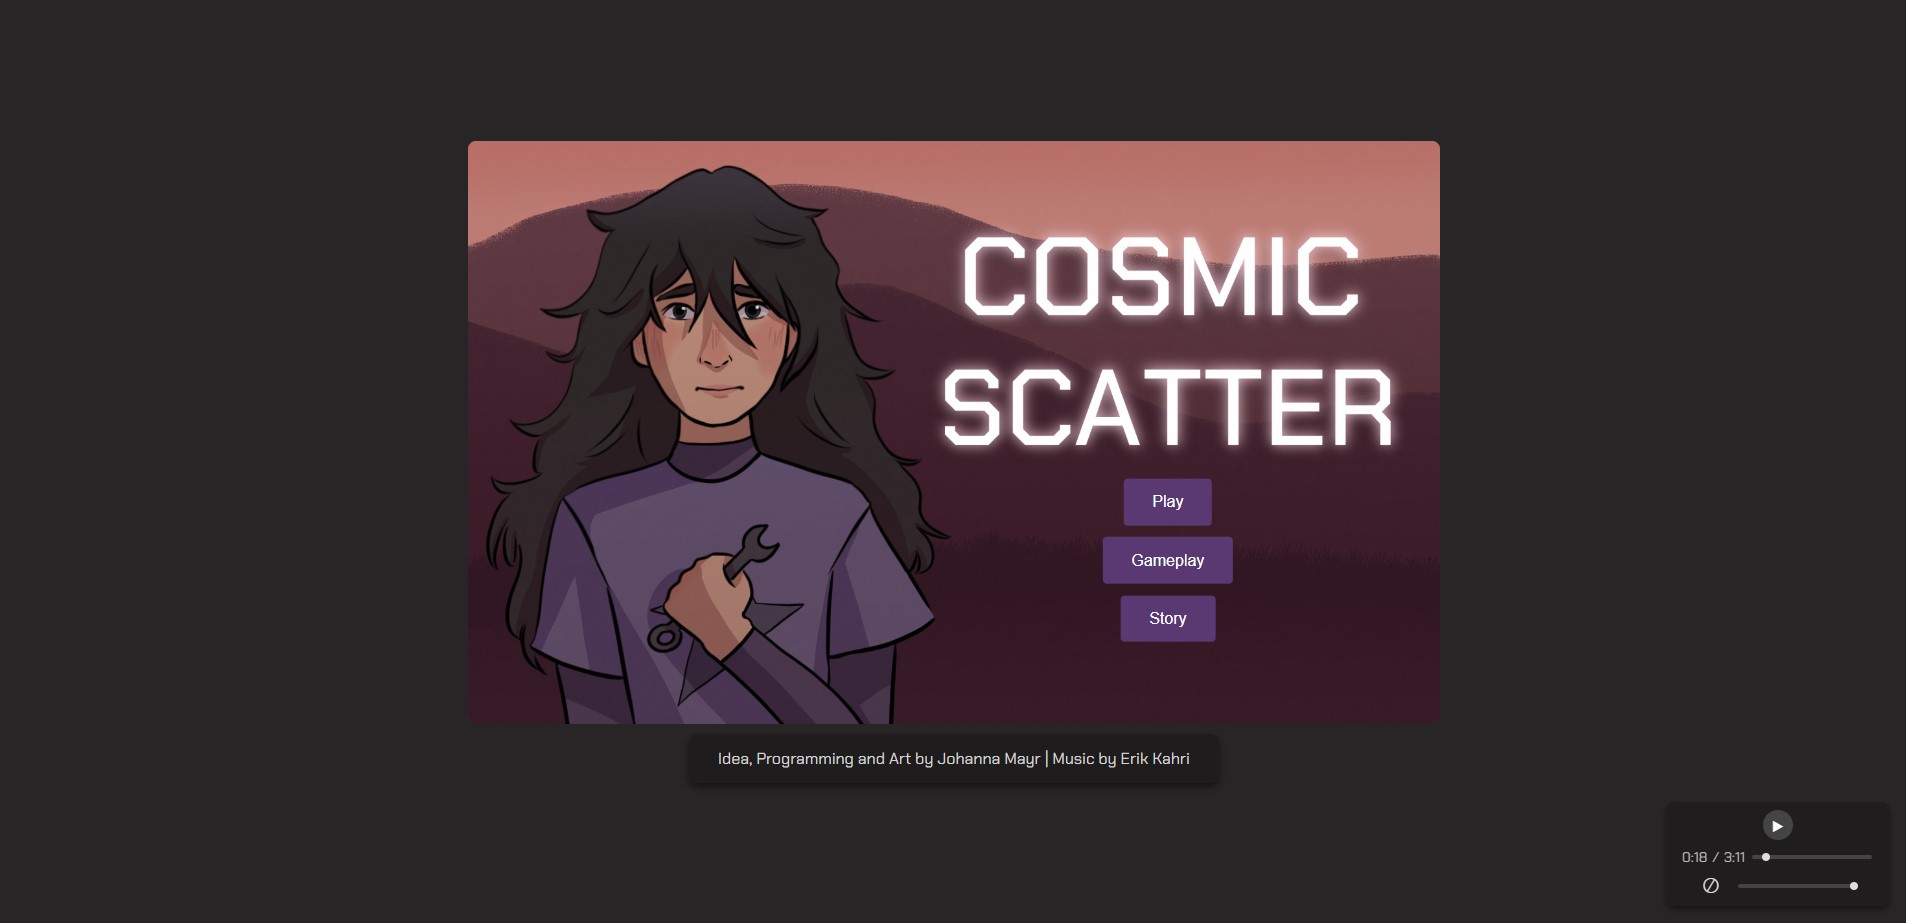 COSMIC
SCATTER
Play
Gameplay
Story
Idea, Programming and Art by Johanna Mayr | Music by Erik Kahri
0:18 / 3:11